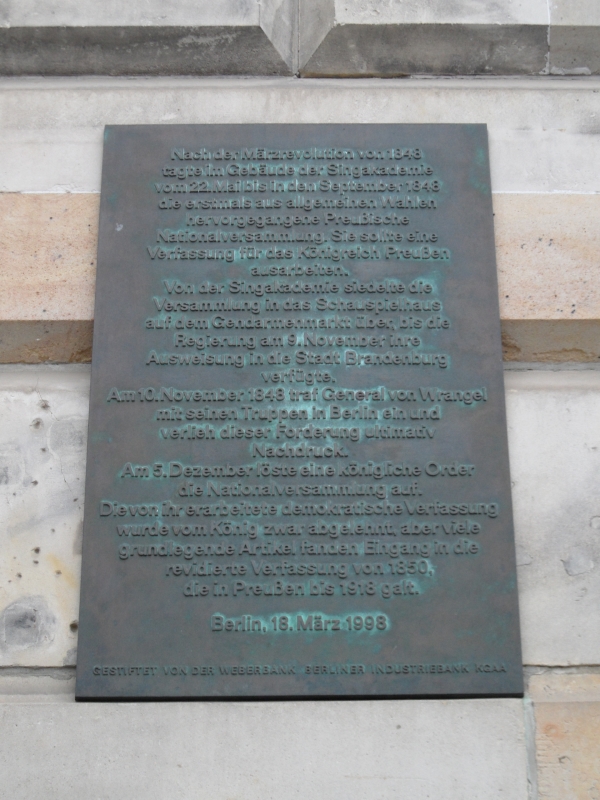 Nach der Märzrevolution von 1848
tagte im Gebäude der Singakademie
vom 22. Mai bis in den September 1848
die erstmals aus allgemeinen Wahlen
hervorgegangene Preußische
Nationalversammlung. Sie sollte eine
Verfassung für das Königreich Preußen
ausarbeiten.
Von der Singakademie siedelte die
Versammlung in das Schauspielhaus
auf dem Gendarmenmarkt über, bis die
Regierung am 9. November ihre
Ausweisung in die Stadt Brandenburg
verfügte.
Am 10. November 1848 traf General von Wrangel
mit seinen Truppen in Berlin ein und
verlieh dieser Forderung ultimativ
Nachdruck.
Am 5. Dezember löste eine königliche Order
die Nationalversammlung auf.
Die von ihr erarbeitete demokratische Verfassung
wurde vom König zwar abgelehnt, aber viele
grundlegende Artikel fanden Eingang in die
revidierte Verfassung von 1850,
die in Preußen bis 1918 galt.
Berlin, 18. März 1998
GESTIFTET VON DER WEBERBANK BERLINER INDUSTRIEBANK KGAA